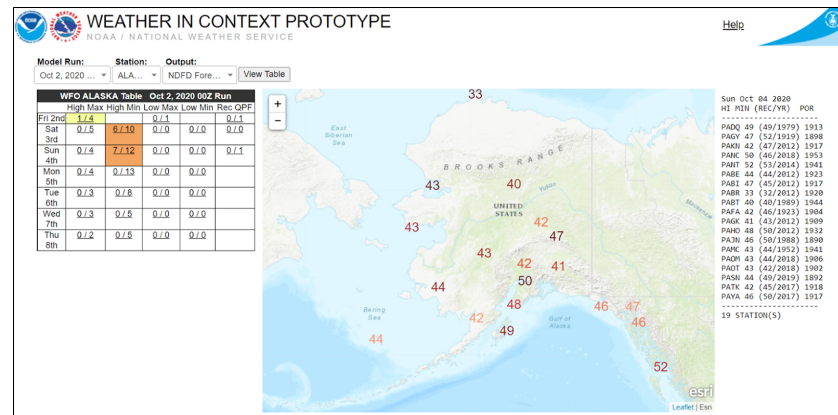 WEATHER IN CONTEXT PROTOTYPE
NOAA / NATIONAL WEATHER SERVICE
Help
Model Run: Station: Output:
Oct 2, 2020 ... ALA... NDFD Fore... View Table
WFO ALASKA Table Oct 2, 2020 00Z Run
High Max High Min Low Max Low Min Rec QPF
Fri 2nd 1 / 4 0 / 1 0 / 1
Sat 3rd 0 / 5 6 / 10 0 / 0 0 / 0 0 / 0
Sun 4th 0 / 4 7 / 12 0 / 0 0 / 0 0 / 1
Mon 5th 0 / 4 0 / 13 0 / 0 0 / 0
Tue 6th 0 / 3 0 / 8 0 / 0 0 / 0
Wed 7th 0 / 3 0 / 5 0 / 0 0 / 0
Thu 8th 0 / 2 0 / 5 0 / 0 0 / 0
+
−
33
East Siberian Sea
BROOKS RANGE
43
40
Yukon
UNITED STATES
Mackenzie
43
42
47
43
42
41
50
44
Bering Sea
48
46
47
42
49
Gulf of Alaska
46
44
52
esri
Leaflet | Esri
Sun Oct 04 2020
HI MIN (REC/YR) POR
--------------------
PADQ 49 (49/1979) 1913
PAGY 47 (52/1919) 1898
PAKN 42 (47/2012) 1917
PANC 50 (46/2018) 1953
PANT 52 (53/2014) 1941
PABE 44 (44/2012) 1923
PABI 47 (45/2012) 1917
PABR 33 (32/2012) 1920
PABT 40 (40/1989) 1944
PAFA 42 (46/1923) 1904
PAGK 41 (43/2012) 1909
PAHO 48 (50/2012) 1932
PAJN 46 (50/1988) 1890
PAMC 43 (44/1952) 1941
PAOM 43 (44/2018) 1906
PAOT 43 (42/2018) 1902
PASN 44 (49/2019) 1892
PATK 42 (45/2017) 1918
PAYA 46 (50/2017) 1917
--------------------
19 STATION(S)